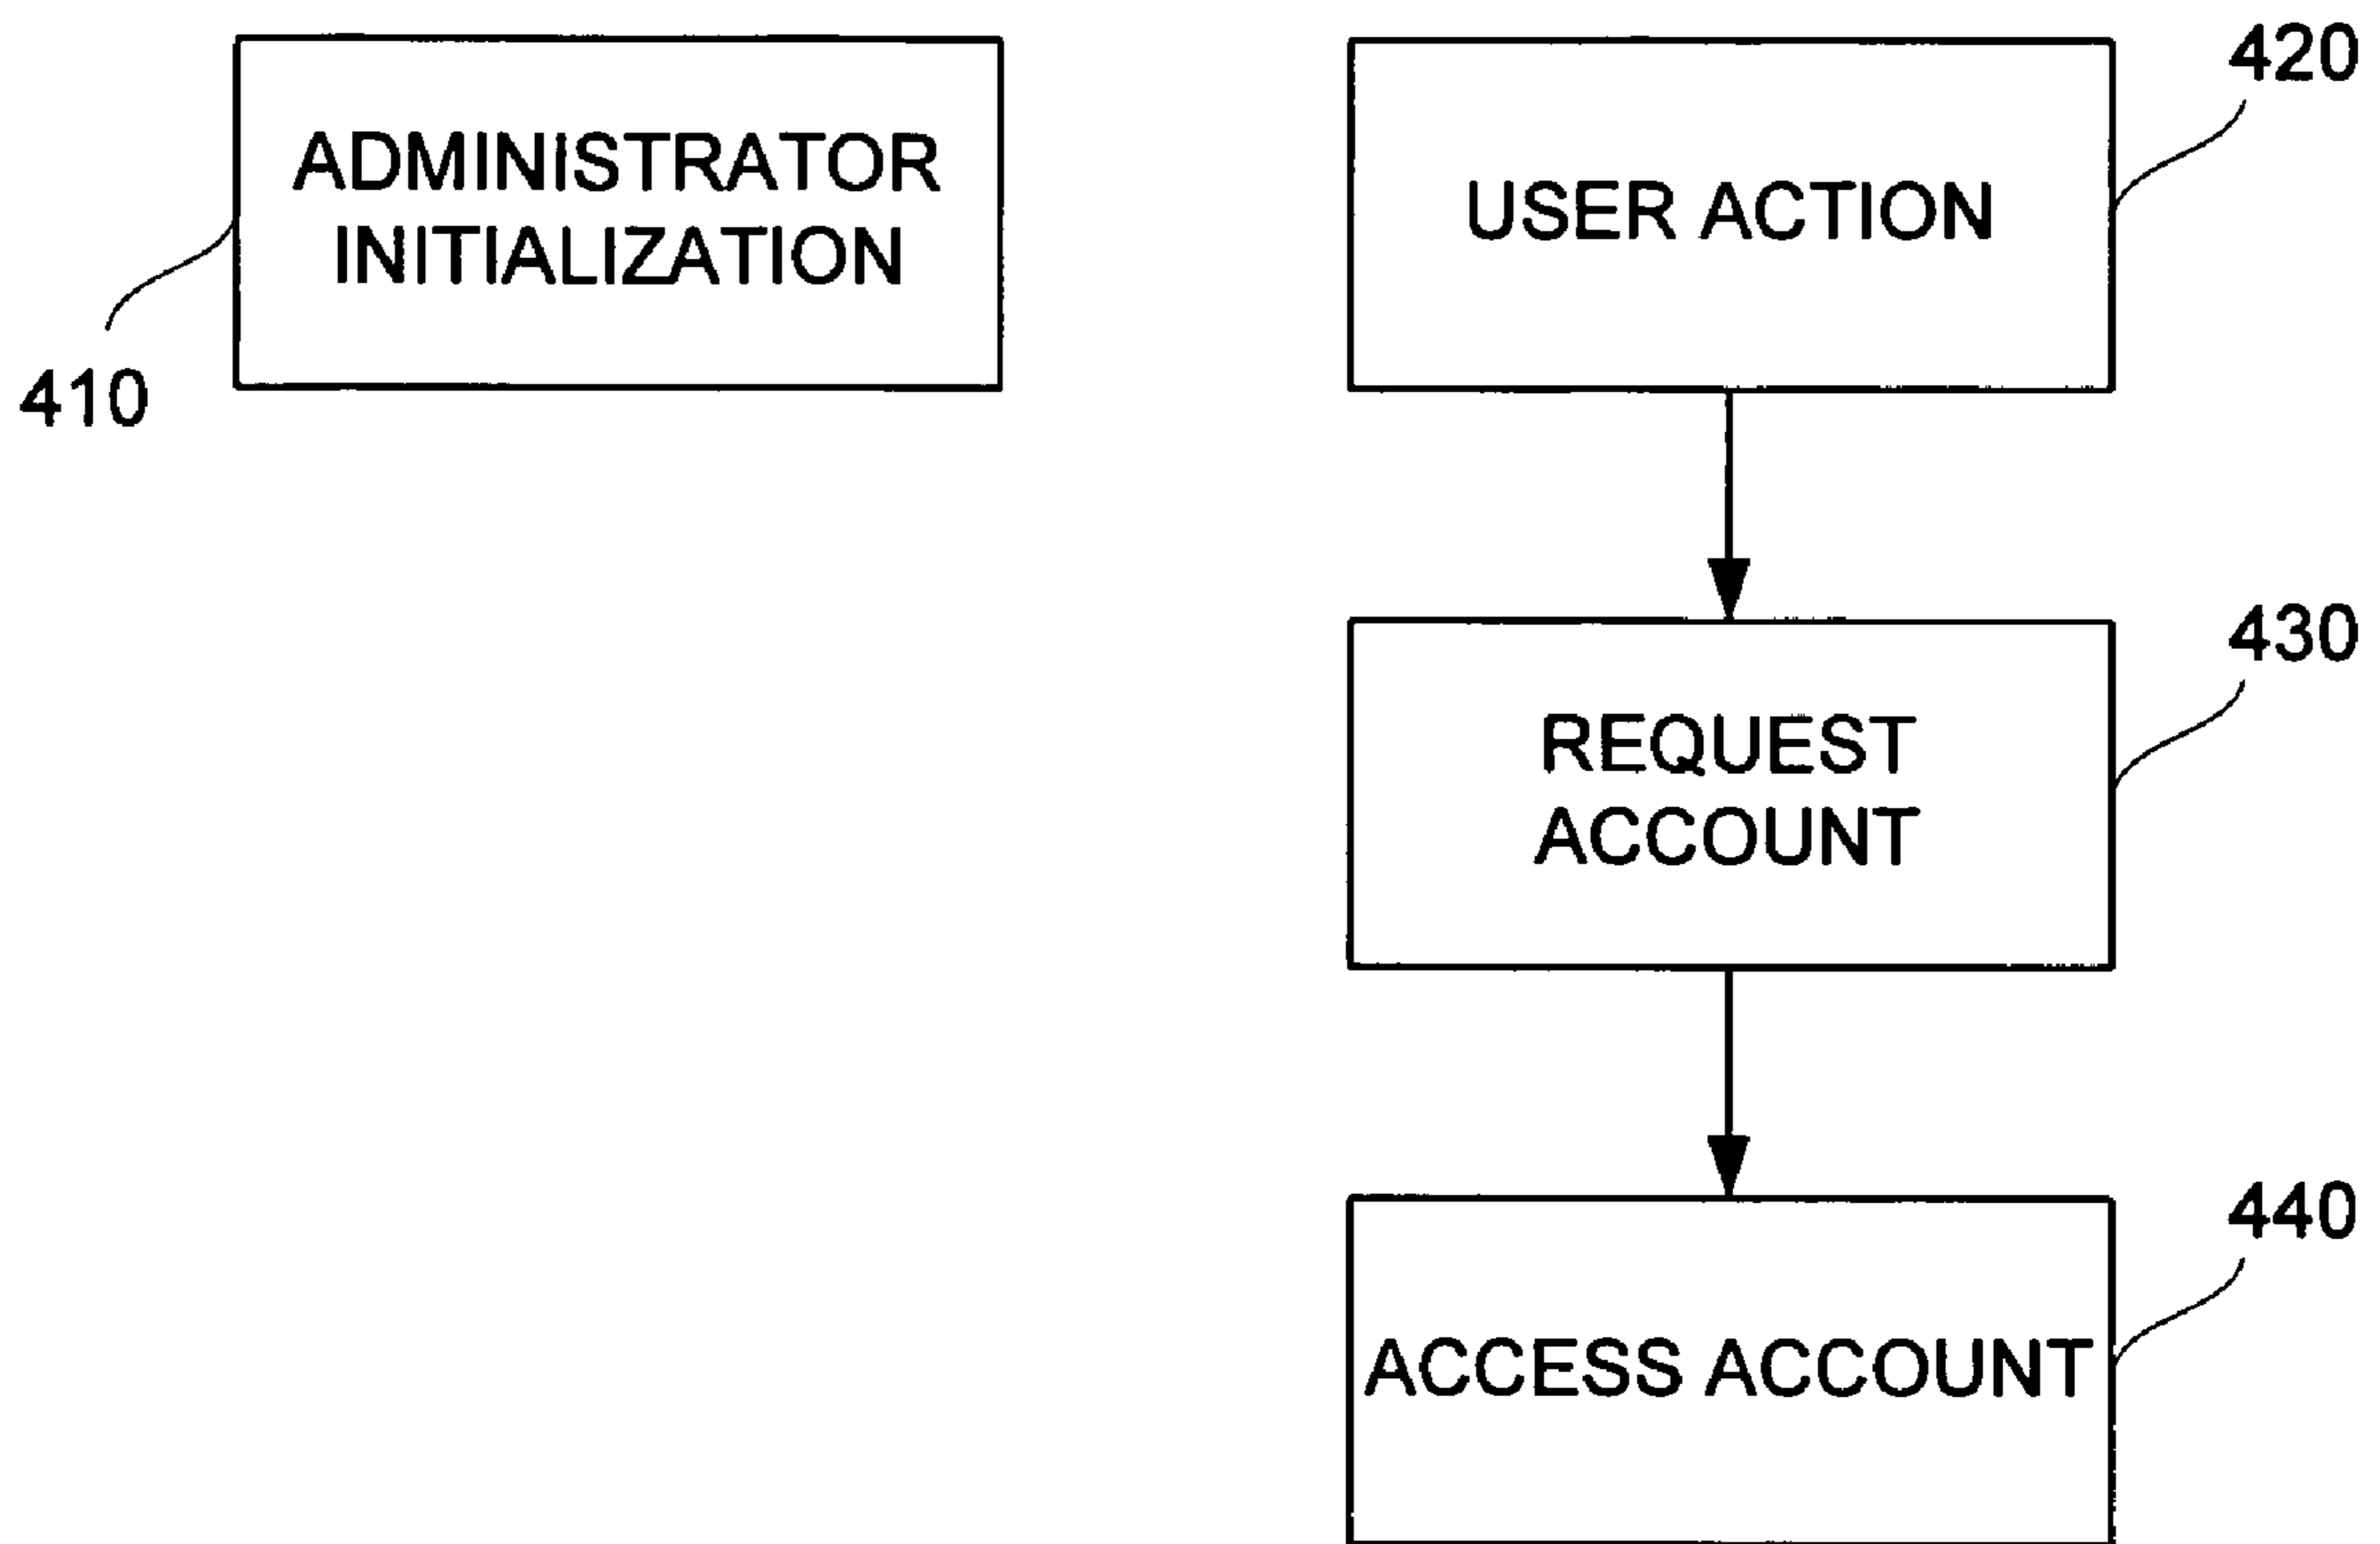 ADMINISTRATOR
INITIALIZATION
410
USER ACTION
420
REQUEST
ACCOUNT
430
ACCESS ACCOUNT
440